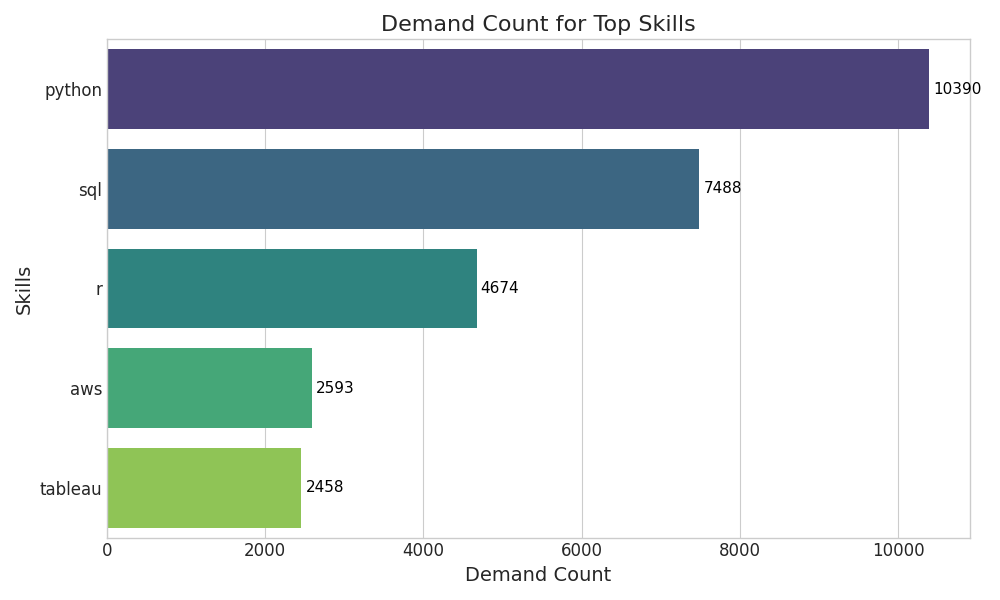 Demand Count for Top Skills
python
10390
sql
7488
Skills
r
4674
aws
2593
tableau
2458
0 2000 4000 6000 8000 10000
Demand Count